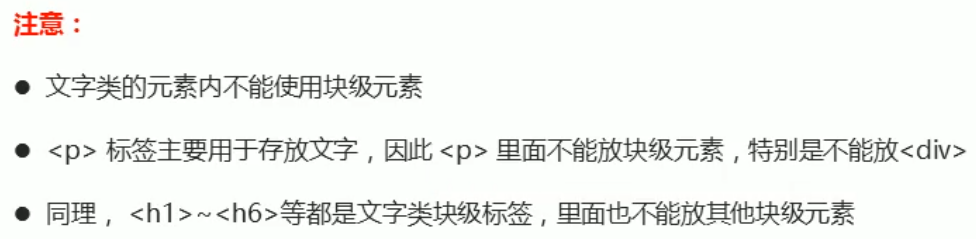 注意：
● 文字类的元素内不能使用块级元素
● <p> 标签主要用于存放文字，因此 <p> 里面不能放块级元素，特别是不能放<div>
● 同理， <h1>~<h6>等都是文字类块级标签，里面也不能放其他块级元素